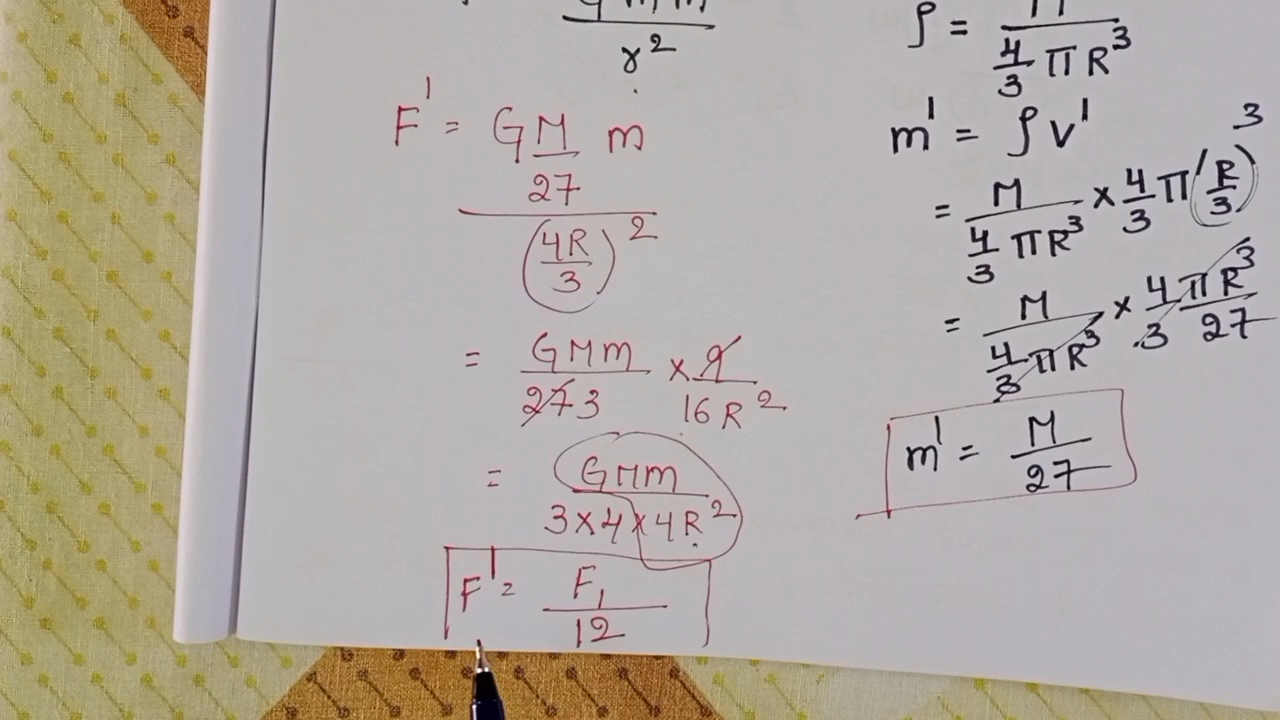 GMm
r²
F' = G M/27 m
(4R/3)²
= GMm/27 3 × 9/16R²
= GMm/3×4×4R²
F' = F₁/12
ρ = M/(4/3 πR³)
m' = ρ v'
= M/(4/3 πR³) × 4/3 π(R/3)³
= M/(4/3 πR³) × 4/3 πR³/27
m' = M/27